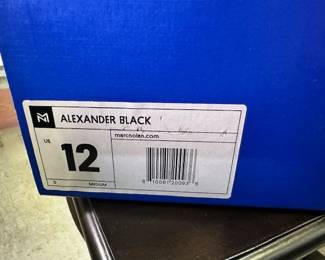 M ALEXANDER BLACK
marcnolan.com
US 12
D MEDIUM